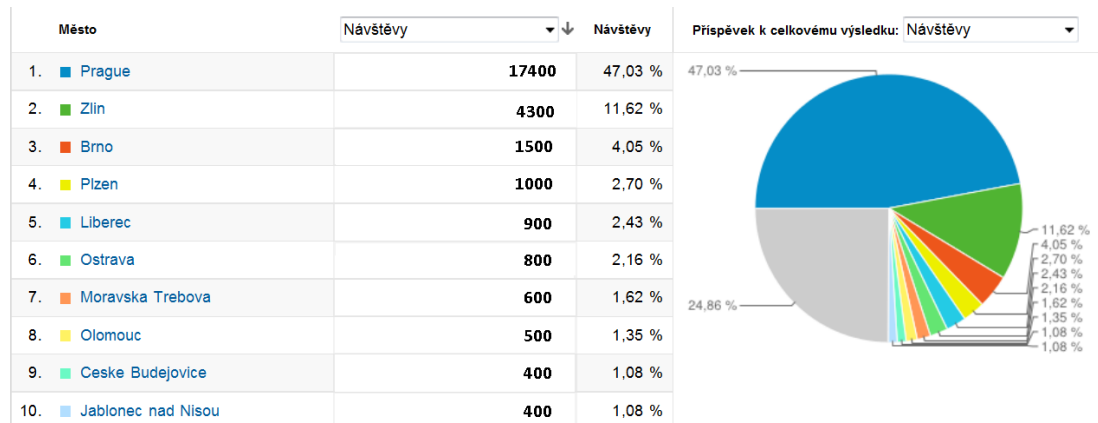 Město Návštěvy Návštěvy Příspěvek k celkovému výsledku: Návštěvy
1. Prague 17400 47,03 %
2. Zlin 4300 11,62 %
3. Brno 1500 4,05 %
4. Plzen 1000 2,70 %
5. Liberec 900 2,43 %
6. Ostrava 800 2,16 %
7. Moravska Trebova 600 1,62 %
8. Olomouc 500 1,35 %
9. Ceske Budejovice 400 1,08 %
10. Jablonec nad Nisou 400 1,08 %
47,03 %
11,62 %
4,05 %
2,70 %
2,43 %
2,16 %
1,62 %
1,35 %
1,08 %
1,08 %
24,86 %